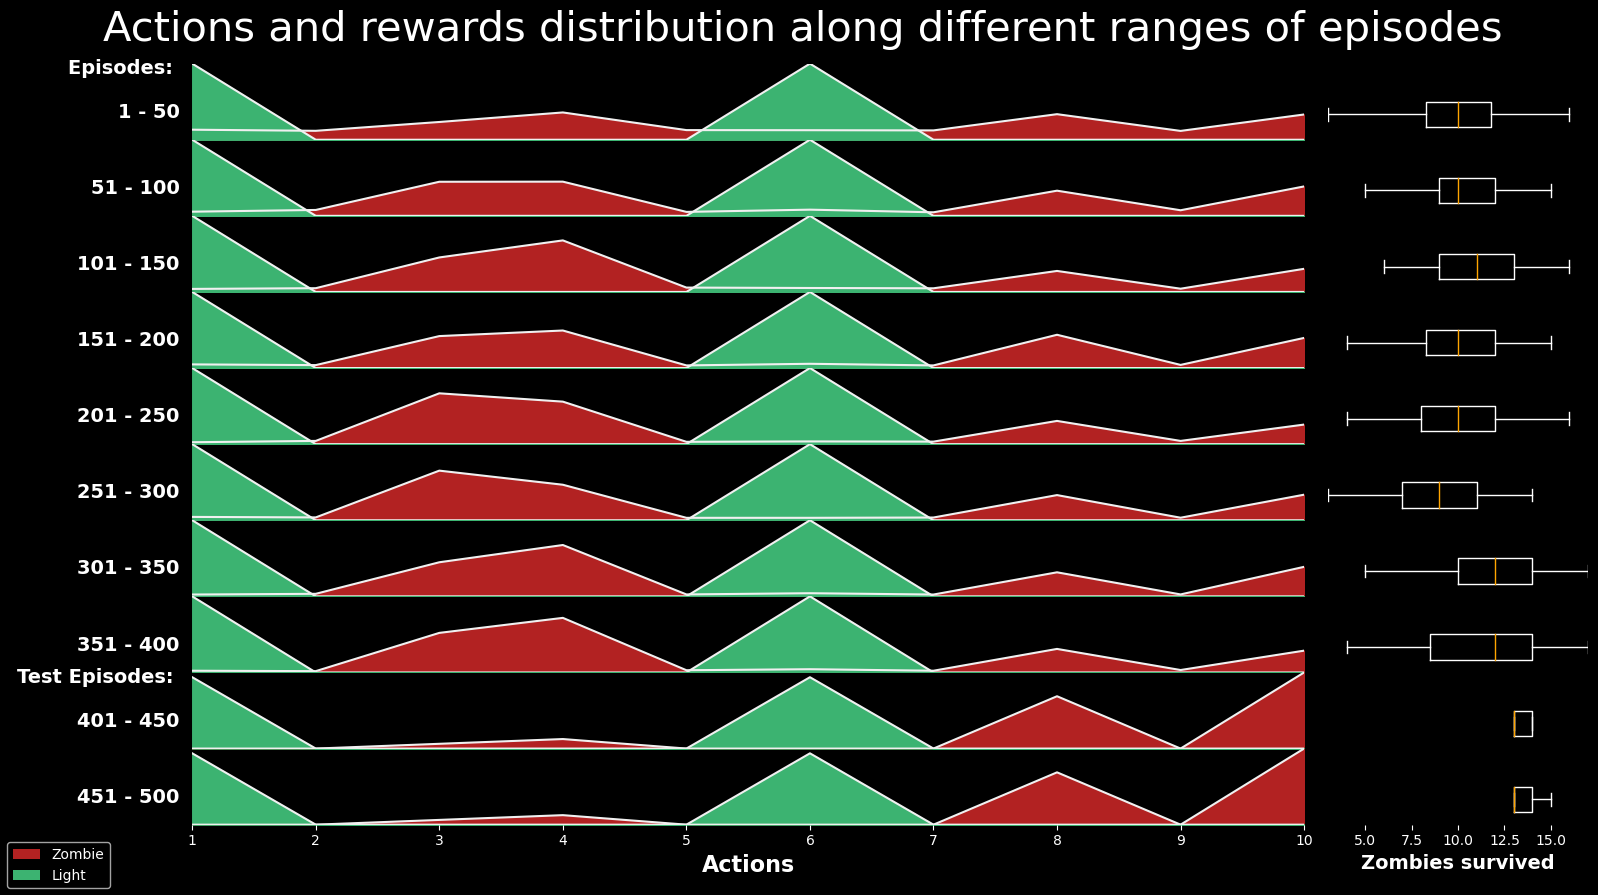 Actions and rewards distribution along different ranges of episodes
Episodes:
1 - 50
51 - 100
101 - 150
151 - 200
201 - 250
251 - 300
301 - 350
351 - 400
Test Episodes:
401 - 450
451 - 500
1 2 3 4 5 6 7 8 9 10
5.0 7.5 10.0 12.5 15.0
Actions
Zombies survived
Zombie
Light